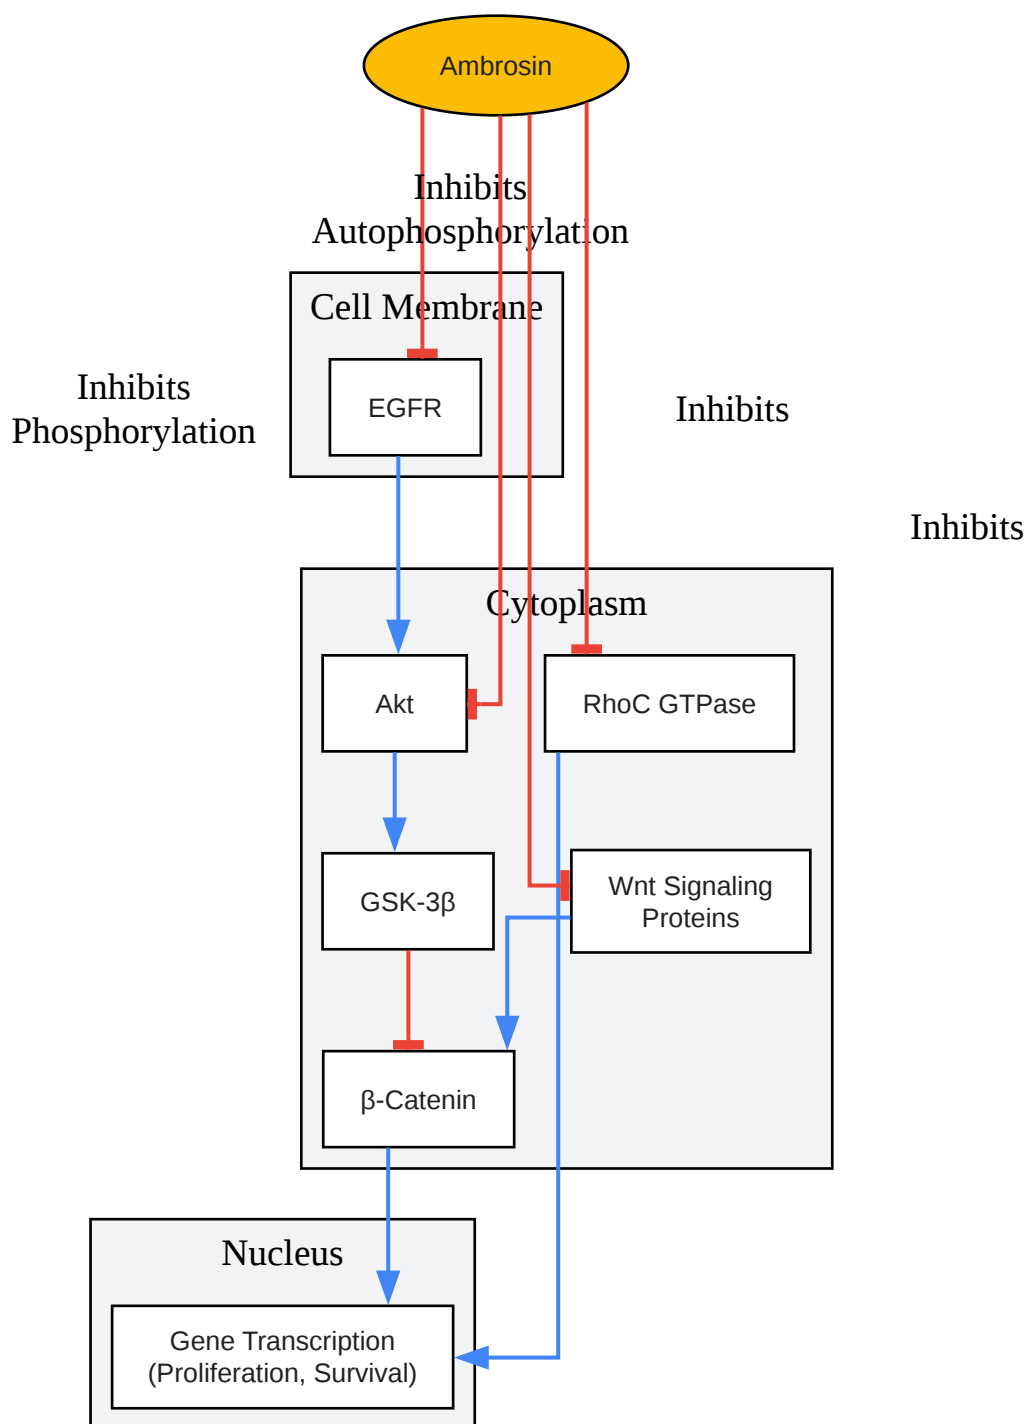 Ambrosin
Inhibits
Autophosphorylation
Cell Membrane
Inhibits
Phosphorylation
EGFR
Inhibits
Inhibits
Cytoplasm
Akt
RhoC GTPase
GSK-3β
Wnt Signaling
Proteins
β-Catenin
Nucleus
Gene Transcription
(Proliferation, Survival)